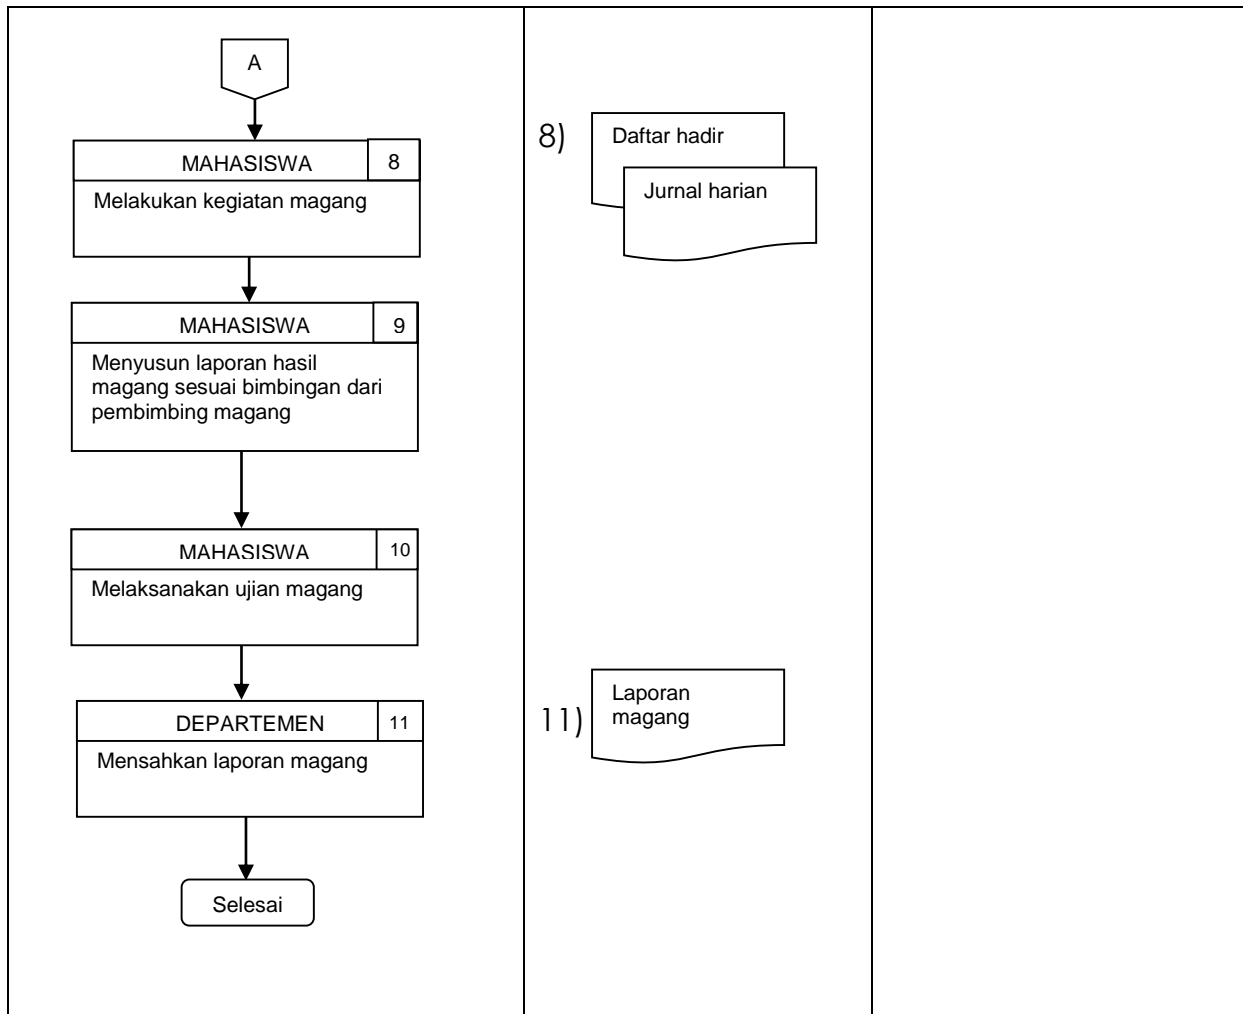 A
MAHASISWA 8
Melakukan kegiatan magang
MAHASISWA 9
Menyusun laporan hasil
magang sesuai bimbingan dari
pembimbing magang
MAHASISWA 10
Melaksanakan ujian magang
DEPARTEMEN 11
Mensahkan laporan magang
Selesai
8) Daftar hadir
Jurnal harian
11) Laporan
magang